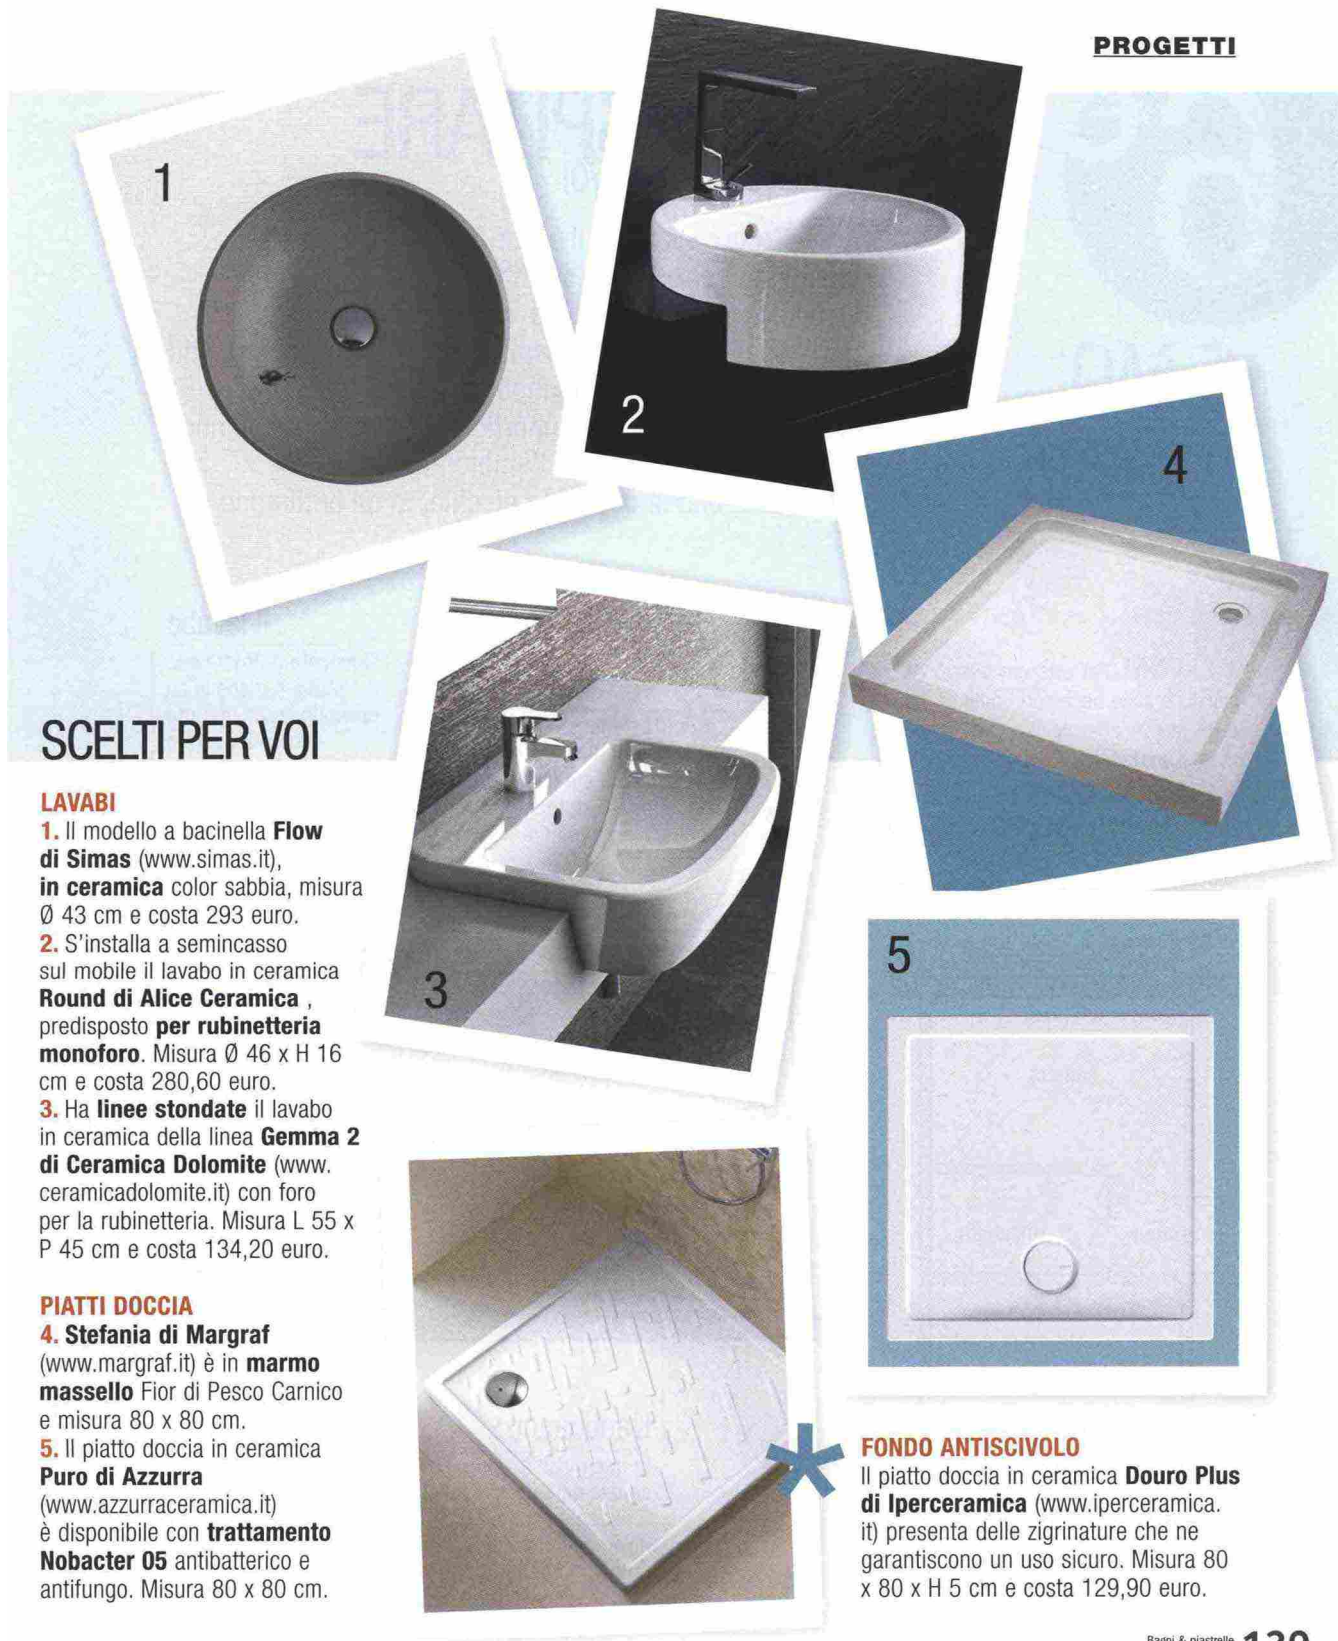 PROGETTI
1
2
4
3
5
SCELTI PER VOI
LAVABI
1. Il modello a bacinella Flow
di Simas (www.simas.it),
in ceramica color sabbia, misura
Ø 43 cm e costa 293 euro.
2. S'installa a semincasso
sul mobile il lavabo in ceramica
Round di Alice Ceramica ,
predisposto per rubinetteria
monoforo. Misura Ø 46 x H 16
cm e costa 280,60 euro.
3. Ha linee stondate il lavabo
in ceramica della linea Gemma 2
di Ceramica Dolomite (www.
ceramicadolomite.it) con foro
per la rubinetteria. Misura L 55 x
P 45 cm e costa 134,20 euro.
PIATTI DOCCIA
4. Stefania di Margraf
(www.margraf.it) è in marmo
massello Fior di Pesco Carnico
e misura 80 x 80 cm.
5. Il piatto doccia in ceramica
Puro di Azzurra
(www.azzurraceramica.it)
è disponibile con trattamento
Nobacter 05 antibatterico e
antifungo. Misura 80 x 80 cm.
FONDO ANTISCIVOLO
Il piatto doccia in ceramica Douro Plus
di Iperceramica (www.iperceramica.
it) presenta delle zigrinature che ne
garantiscono un uso sicuro. Misura 80
x 80 x H 5 cm e costa 129,90 euro.
Bagni & piastrelle